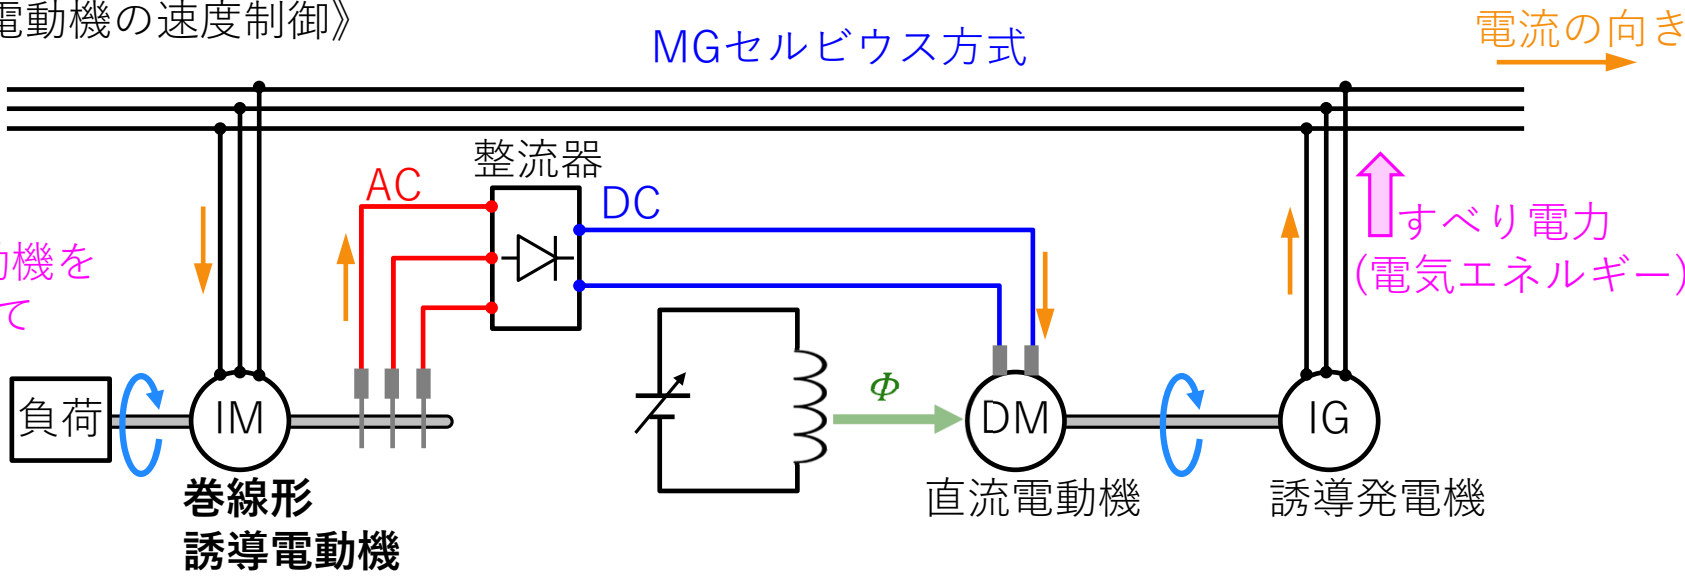 電動機の速度制御》
MGセルビウス方式
電流の向き
整流器
AC
DC
すべり電力
(電気エネルギー)
機を
て
Φ
負荷
IM
DM
IG
巻線形
誘導電動機
直流電動機
誘導発電機